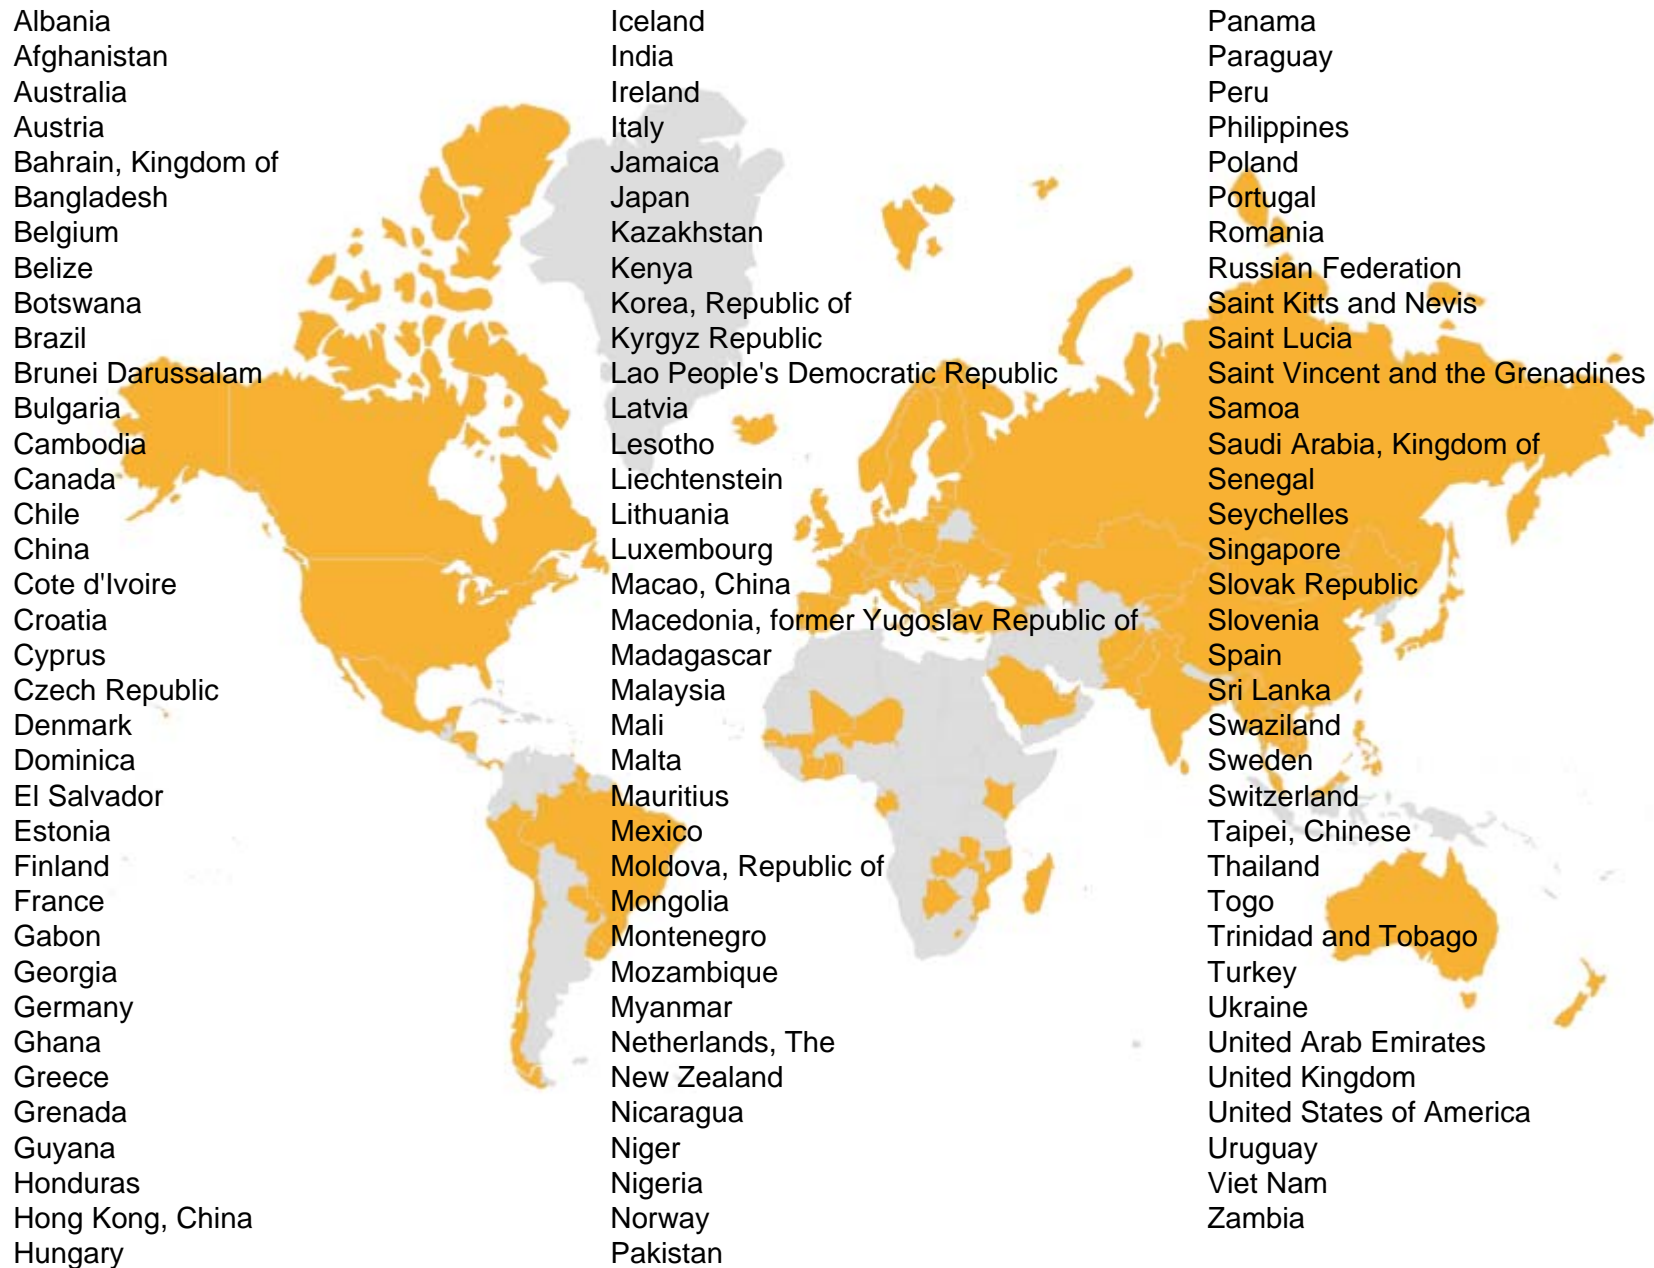 Albania
Afghanistan
Australia
Austria
Bahrain, Kingdom of
Bangladesh
Belgium
Belize
Botswana
Brazil
Brunei Darussalam
Bulgaria
Cambodia
Canada
Chile
China
Cote d'Ivoire
Croatia
Cyprus
Czech Republic
Denmark
Dominica
El Salvador
Estonia
Finland
France
Gabon
Georgia
Germany
Ghana
Greece
Grenada
Guyana
Honduras
Hong Kong, China
Hungary
Iceland
India
Ireland
Italy
Jamaica
Japan
Kazakhstan
Kenya
Korea, Republic of
Kyrgyz Republic
Lao People's Democratic Republic
Latvia
Lesotho
Liechtenstein
Lithuania
Luxembourg
Macao, China
Macedonia, former Yugoslav Republic of
Madagascar
Malaysia
Mali
Malta
Mauritius
Mexico
Moldova, Republic of
Mongolia
Montenegro
Mozambique
Myanmar
Netherlands, The
New Zealand
Nicaragua
Niger
Nigeria
Norway
Pakistan
Panama
Paraguay
Peru
Philippines
Poland
Portugal
Romania
Russian Federation
Saint Kitts and Nevis
Saint Lucia
Saint Vincent and the Grenadines
Samoa
Saudi Arabia, Kingdom of
Senegal
Seychelles
Singapore
Slovak Republic
Slovenia
Spain
Sri Lanka
Swaziland
Sweden
Switzerland
Taipei, Chinese
Thailand
Togo
Trinidad and Tobago
Turkey
Ukraine
United Arab Emirates
United Kingdom
United States of America
Uruguay
Viet Nam
Zambia